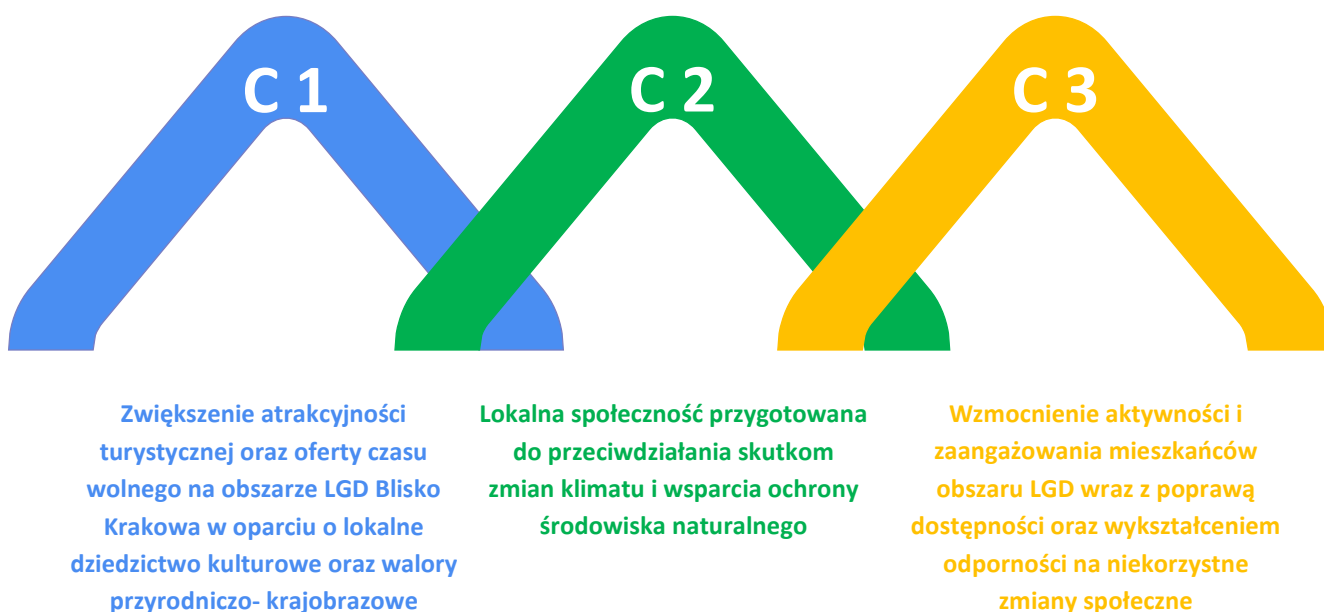 C 1
C 2
C 3
Zwiększenie atrakcyjności
turystycznej oraz oferty czasu
wolnego na obszarze LGD Blisko
Krakowa w oparciu o lokalne
dziedzictwo kulturowe oraz walory
przyrodniczo- krajobrazowe
Lokalna społeczność przygotowana
do przeciwdziałania skutkom
zmian klimatu i wsparcia ochrony
środowiska naturalnego
Wzmocnienie aktywności i
zaangażowania mieszkańców
obszaru LGD wraz z poprawą
dostępności oraz wykształceniem
odporności na niekorzystne
zmiany społeczne